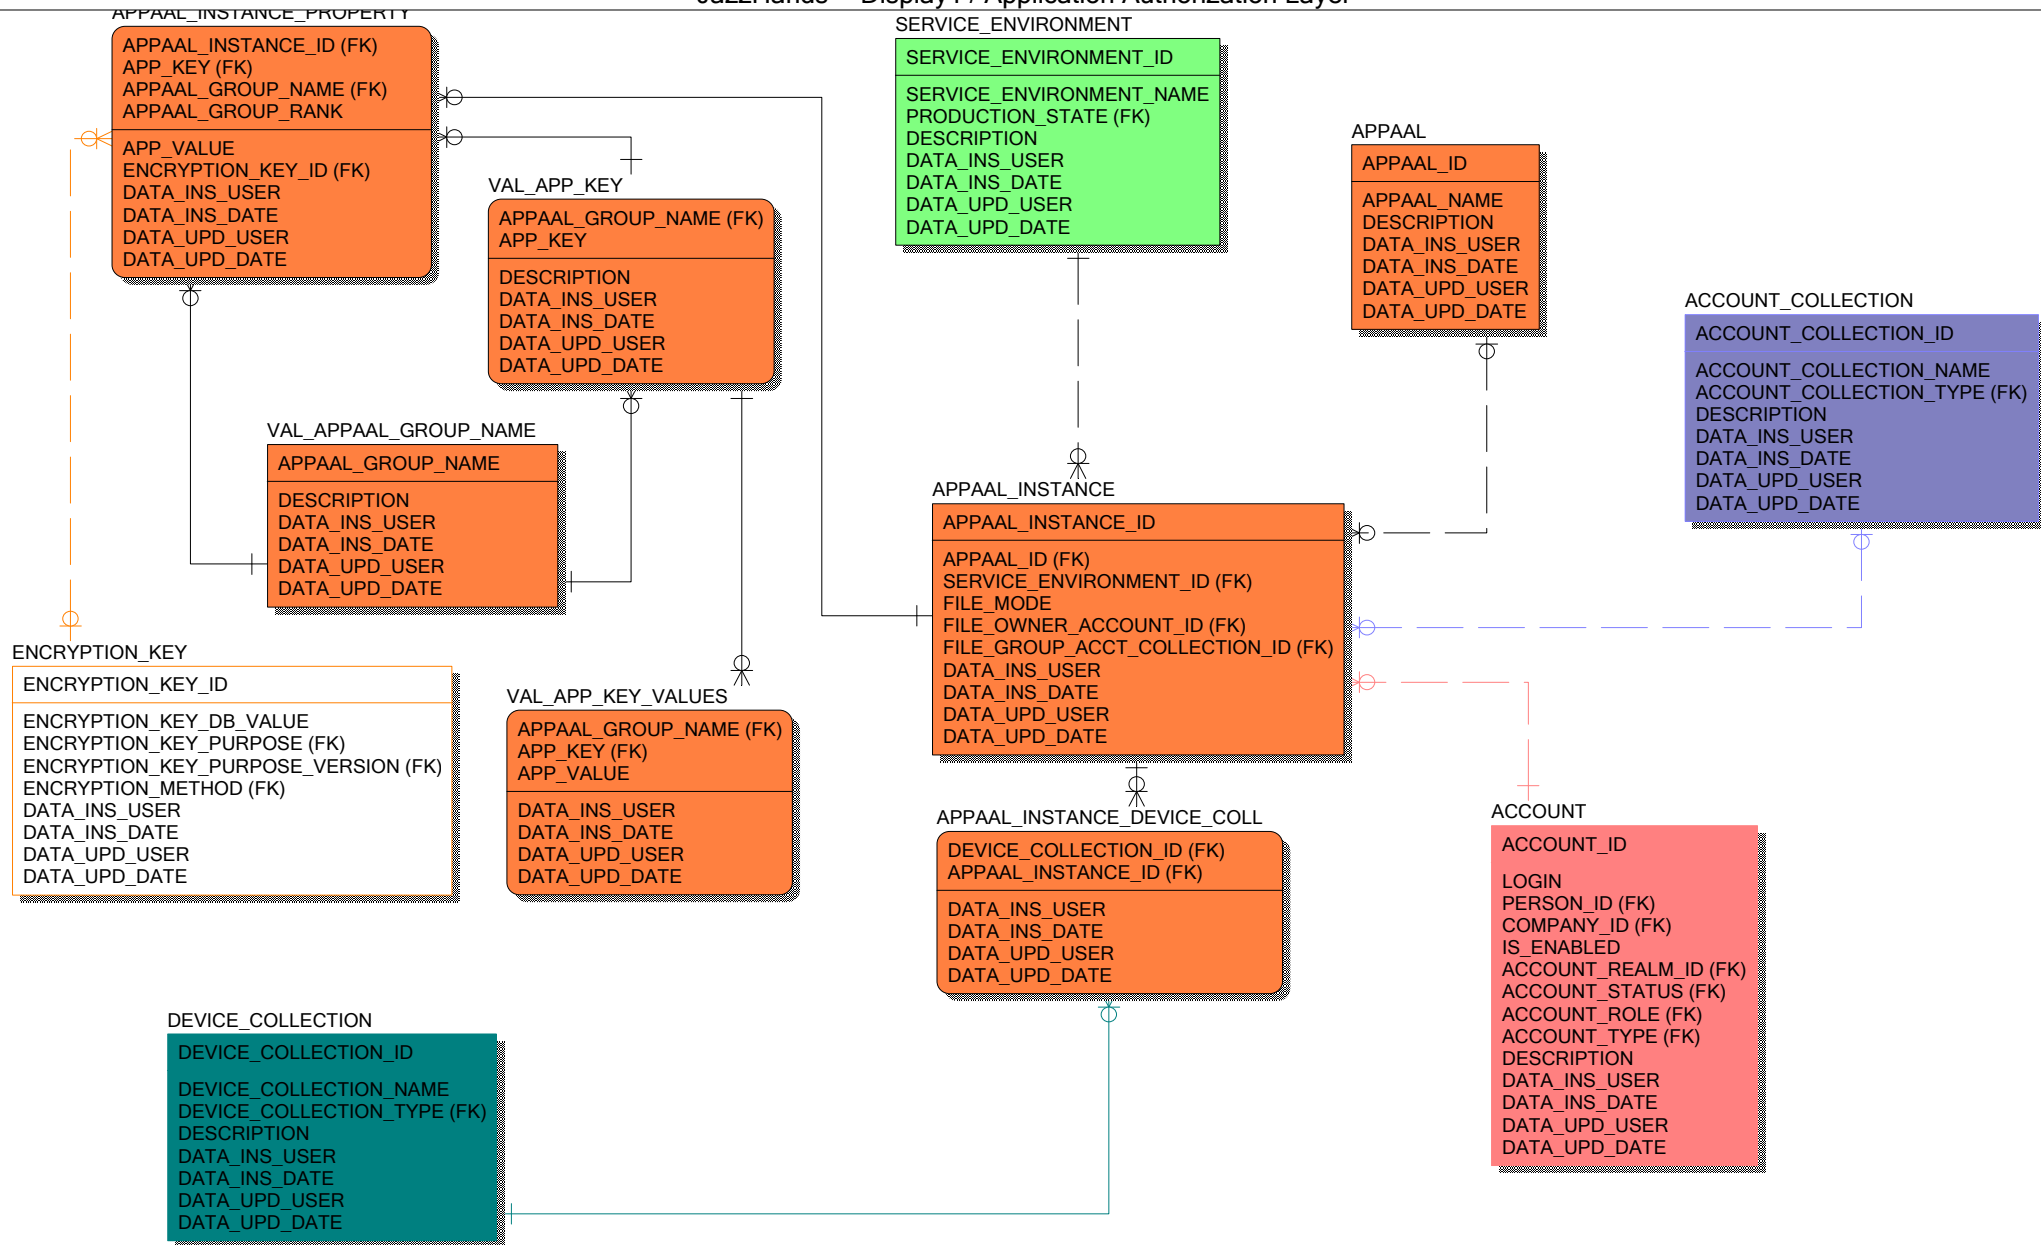 JazzHands -- Display1 / Application Authorization Layer
APPAAL_INSTANCE_PROPERTY
APPAAL_INSTANCE_ID (FK)
APP_KEY (FK)
APPAAL_GROUP_NAME (FK)
APPAAL_GROUP_RANK
APP_VALUE
ENCRYPTION_KEY_ID (FK)
DATA_INS_USER
DATA_INS_DATE
DATA_UPD_USER
DATA_UPD_DATE
SERVICE_ENVIRONMENT
SERVICE_ENVIRONMENT_ID
SERVICE_ENVIRONMENT_NAME
PRODUCTION_STATE (FK)
DESCRIPTION
DATA_INS_USER
DATA_INS_DATE
DATA_UPD_USER
DATA_UPD_DATE
APPAAL
APPAAL_ID
APPAAL_NAME
DESCRIPTION
DATA_INS_USER
DATA_INS_DATE
DATA_UPD_USER
DATA_UPD_DATE
VAL_APP_KEY
APPAAL_GROUP_NAME (FK)
APP_KEY
DESCRIPTION
DATA_INS_USER
DATA_INS_DATE
DATA_UPD_USER
DATA_UPD_DATE
ACCOUNT_COLLECTION
ACCOUNT_COLLECTION_ID
ACCOUNT_COLLECTION_NAME
ACCOUNT_COLLECTION_TYPE (FK)
DESCRIPTION
DATA_INS_USER
DATA_INS_DATE
DATA_UPD_USER
DATA_UPD_DATE
VAL_APPAAL_GROUP_NAME
APPAAL_GROUP_NAME
DESCRIPTION
DATA_INS_USER
DATA_INS_DATE
DATA_UPD_USER
DATA_UPD_DATE
APPAAL_INSTANCE
APPAAL_INSTANCE_ID
APPAAL_ID (FK)
SERVICE_ENVIRONMENT_ID (FK)
FILE_MODE
FILE_OWNER_ACCOUNT_ID (FK)
FILE_GROUP_ACCT_COLLECTION_ID (FK)
DATA_INS_USER
DATA_INS_DATE
DATA_UPD_USER
DATA_UPD_DATE
ENCRYPTION_KEY
ENCRYPTION_KEY_ID
ENCRYPTION_KEY_DB_VALUE
ENCRYPTION_KEY_PURPOSE (FK)
ENCRYPTION_KEY_PURPOSE_VERSION (FK)
ENCRYPTION_METHOD (FK)
DATA_INS_USER
DATA_INS_DATE
DATA_UPD_USER
DATA_UPD_DATE
VAL_APP_KEY_VALUES
APPAAL_GROUP_NAME (FK)
APP_KEY (FK)
APP_VALUE
DATA_INS_USER
DATA_INS_DATE
DATA_UPD_USER
DATA_UPD_DATE
APPAAL_INSTANCE_DEVICE_COLL
DEVICE_COLLECTION_ID (FK)
APPAAL_INSTANCE_ID (FK)
DATA_INS_USER
DATA_INS_DATE
DATA_UPD_USER
DATA_UPD_DATE
ACCOUNT
ACCOUNT_ID
LOGIN
PERSON_ID (FK)
COMPANY_ID (FK)
IS_ENABLED
ACCOUNT_REALM_ID (FK)
ACCOUNT_STATUS (FK)
ACCOUNT_ROLE (FK)
ACCOUNT_TYPE (FK)
DESCRIPTION
DATA_INS_USER
DATA_INS_DATE
DATA_UPD_USER
DATA_UPD_DATE
DEVICE_COLLECTION
DEVICE_COLLECTION_ID
DEVICE_COLLECTION_NAME
DEVICE_COLLECTION_TYPE (FK)
DESCRIPTION
DATA_INS_USER
DATA_INS_DATE
DATA_UPD_USER
DATA_UPD_DATE